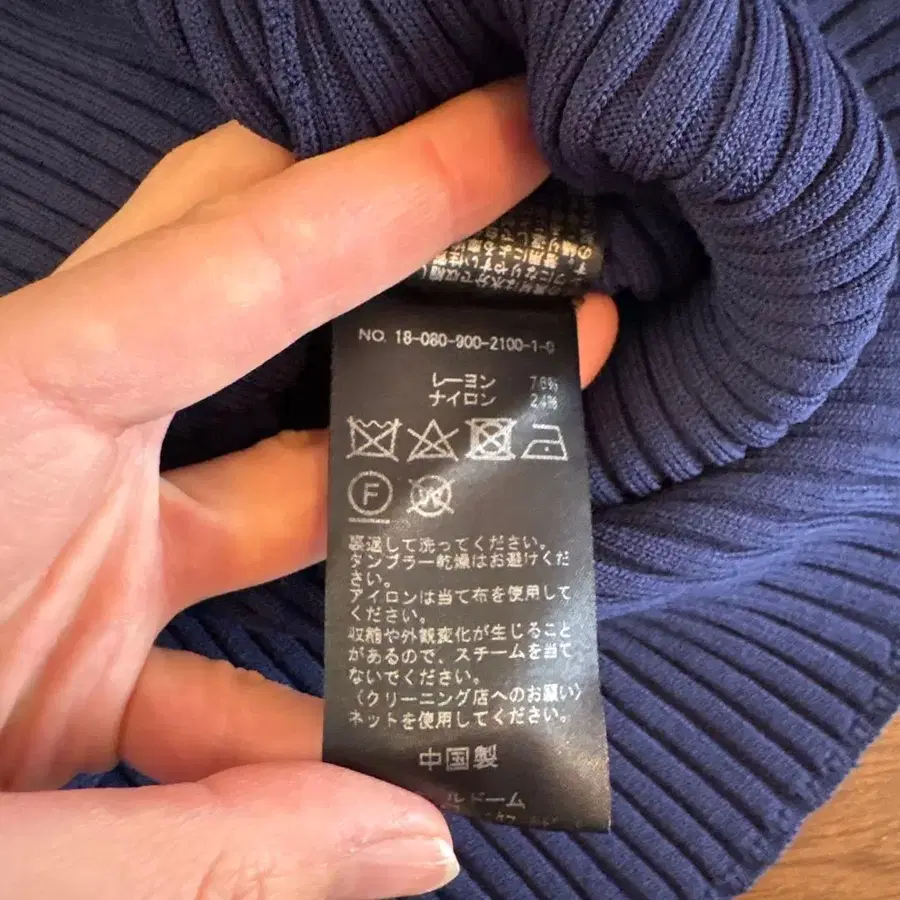 NO. 18-080-900-2100-1-0
レーヨン 76%
ナイロン 24%
F
W
裏返して洗ってください。
タンブラー乾燥はお避けくだ
さい。
アイロンは当て布を使用して
ください。
収縮や外観変化が生じること
があるので、スチームを当て
ないでください。
〈クリーニング店へのお願い〉
ネットを使用してください。
中国製
ルドーム